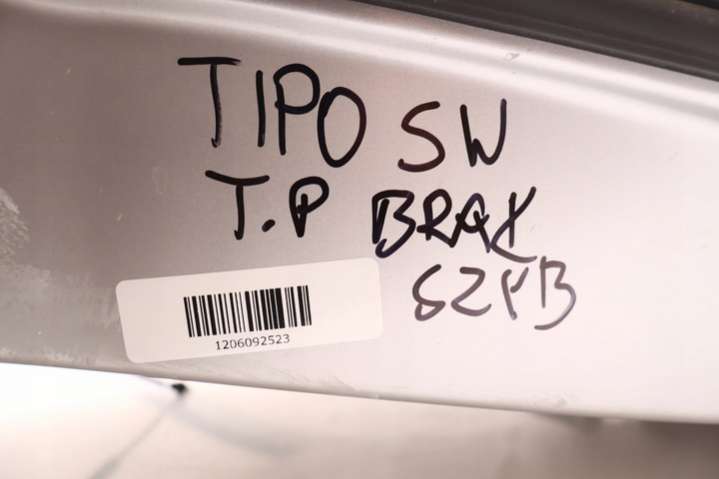 TIPO SW
T.P BRAK
SZYB
1206092523